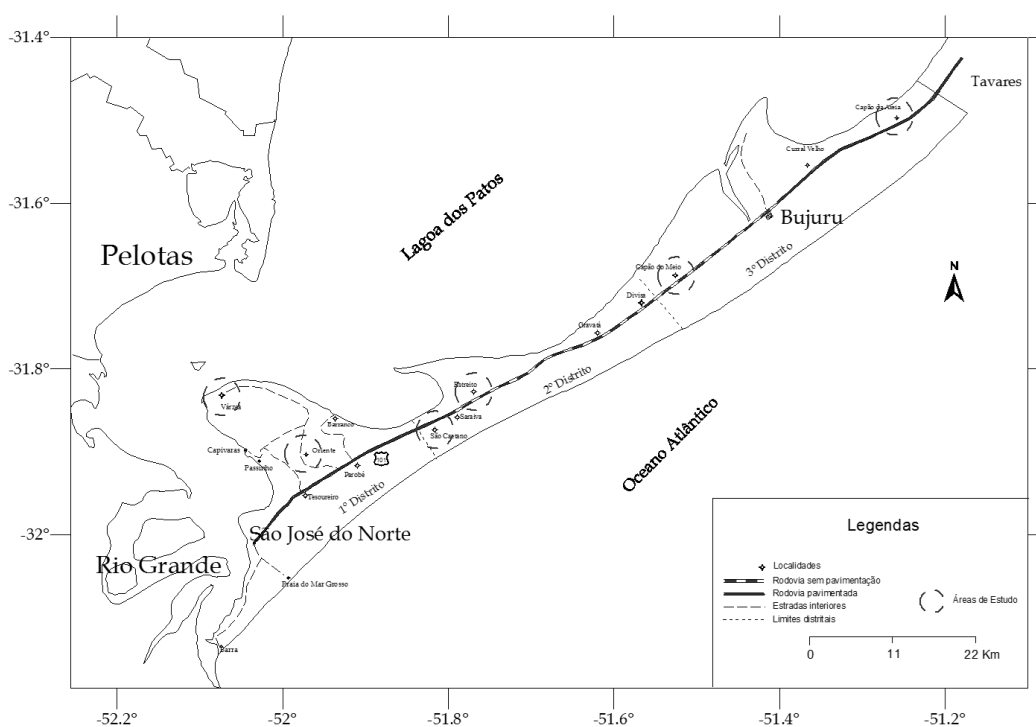 -31.4°
-31.6°
-31.8°
-32°
Tavares
Capão da Areia
Curral Velho
Bujuru
3° Distrito
Lagoa dos Patos
Pelotas
Capão do Meio
Divisa
Gravatá
2° Distrito
N
Estreito
Saraiva
São Caetano
Várzea
Barranco
Capivaras
Passinho
Oriente
Parobé
101
Tesoureiro
1° Distrito
Oceano Atlântico
São José do Norte
Rio Grande
Praia do Mar Grosso
Barra
Legendas
Localidades
Rodovia sem pavimentação
Rodovia pavimentada
Estradas interiores
Limites distritais
Áreas de Estudo
0 11 22 Km
-52.2° -52° -51.8° -51.6° -51.4° -51.2°